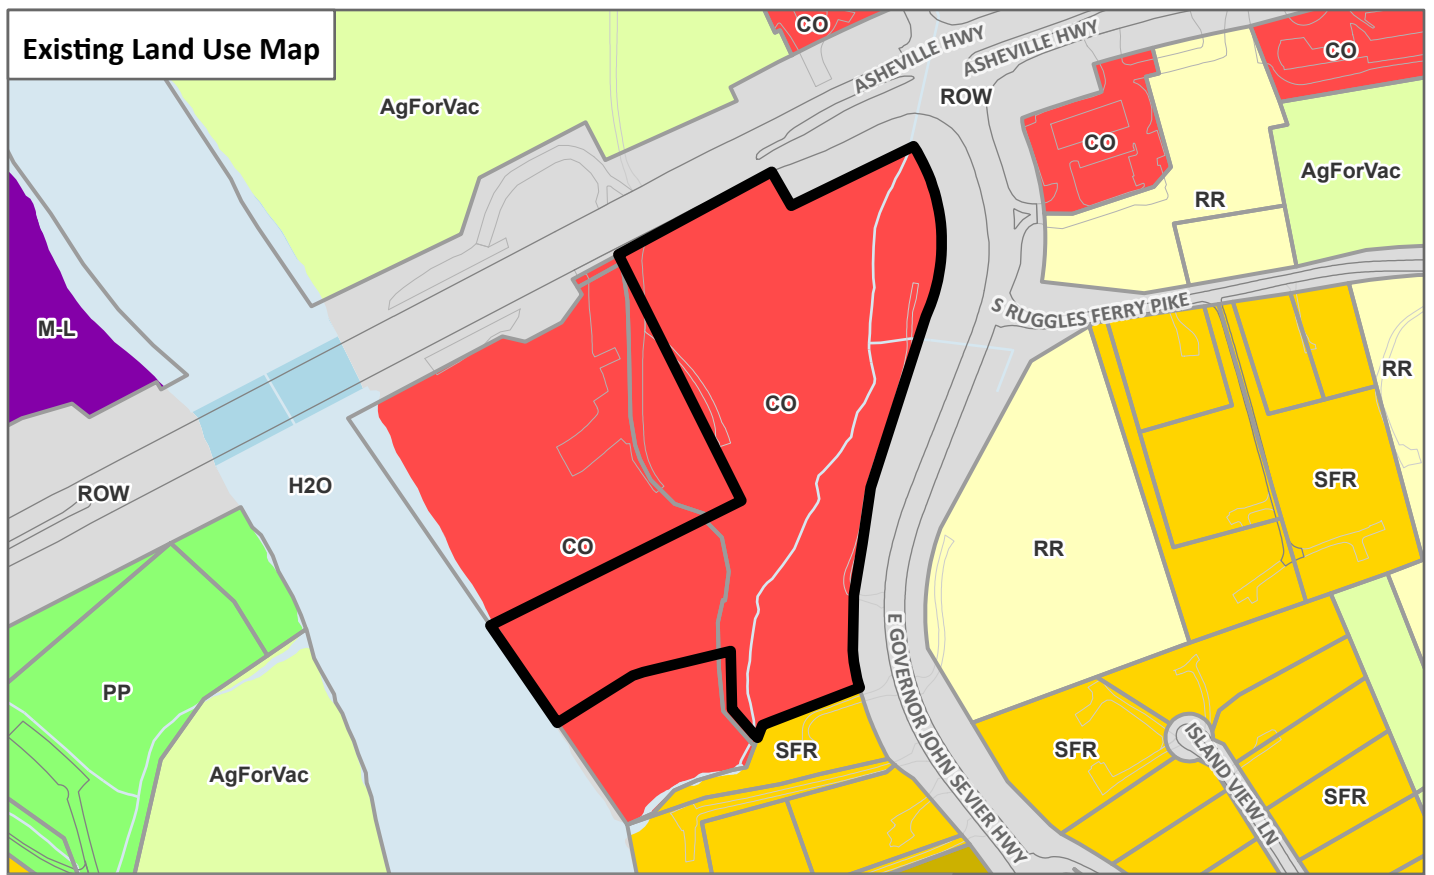 Existing Land Use Map
CO
ASHEVILLE HWY
ASHEVILLE HWY
CO
AgForVac
ROW
CO
AgForVac
RR
M-L
S RUGGLES FERRY PIKE
RR
CO
ROW
H2O
SFR
CO
RR
E GOVERNOR JOHN SEVIER HWY
PP
SFR
SFR
ISLAND VIEW LN
AgForVac
SFR